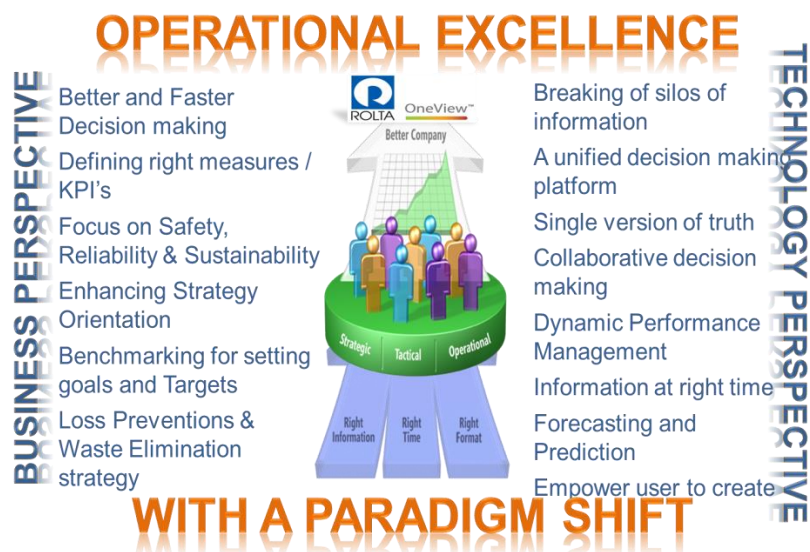 OPERATIONAL EXCELLENCE
BUSINESS PERSPECTIVE
Better and Faster
Decision making
Defining right measures /
KPI's
Focus on Safety,
Reliability & Sustainability
Enhancing Strategy
Orientation
Benchmarking for setting
goals and Targets
Loss Preventions &
Waste Elimination
strategy
ROLTA
OneView™
Better Company
Strategic
Tactical
Operational
Right
Information
Right
Time
Right
Format
Breaking of silos of
information
A unified decision making
platform
Single version of truth
Collaborative decision
making
Dynamic Performance
Management
Information at right time
Forecasting and
Prediction
Empower user to create
TECHNOLOGY PERSPECTIVE
WITH A PARADIGM SHIFT